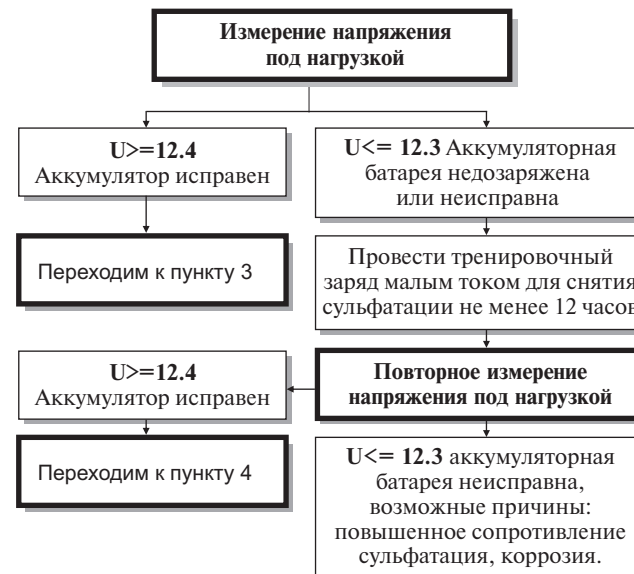 Измерение напряжения
под нагрузкой
U>=12.4
Аккумулятор исправен
U<= 12.3 Аккумуляторная
батарея недозаряжена
или неисправна
Переходим к пункту 3
Провести тренировочный
заряд малым током для снятия
сульфатации не менее 12 часов
U>=12.4
Аккумулятор исправен
Повторное измерение
напряжения под нагрузкой
Переходим к пункту 4
U<= 12.3 аккумуляторная
батарея неисправна,
возможные причины:
повышенное сопротивление
сульфатация, коррозия.